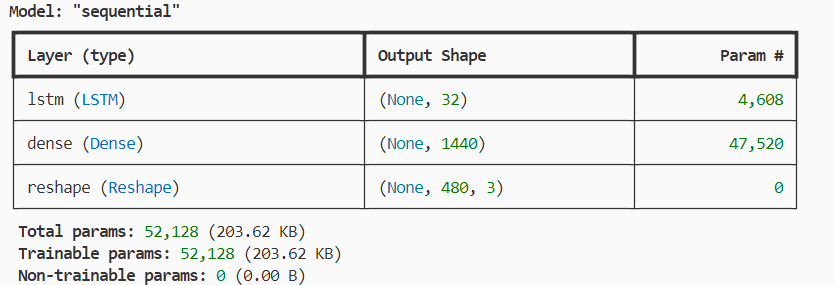 Model: "sequential"
Layer (type) Output Shape Param #
lstm (LSTM) (None, 32) 4,608
dense (Dense) (None, 1440) 47,520
reshape (Reshape) (None, 480, 3) 0
Total params: 52,128 (203.62 KB)
Trainable params: 52,128 (203.62 KB)
Non-trainable params: 0 (0.00 B)